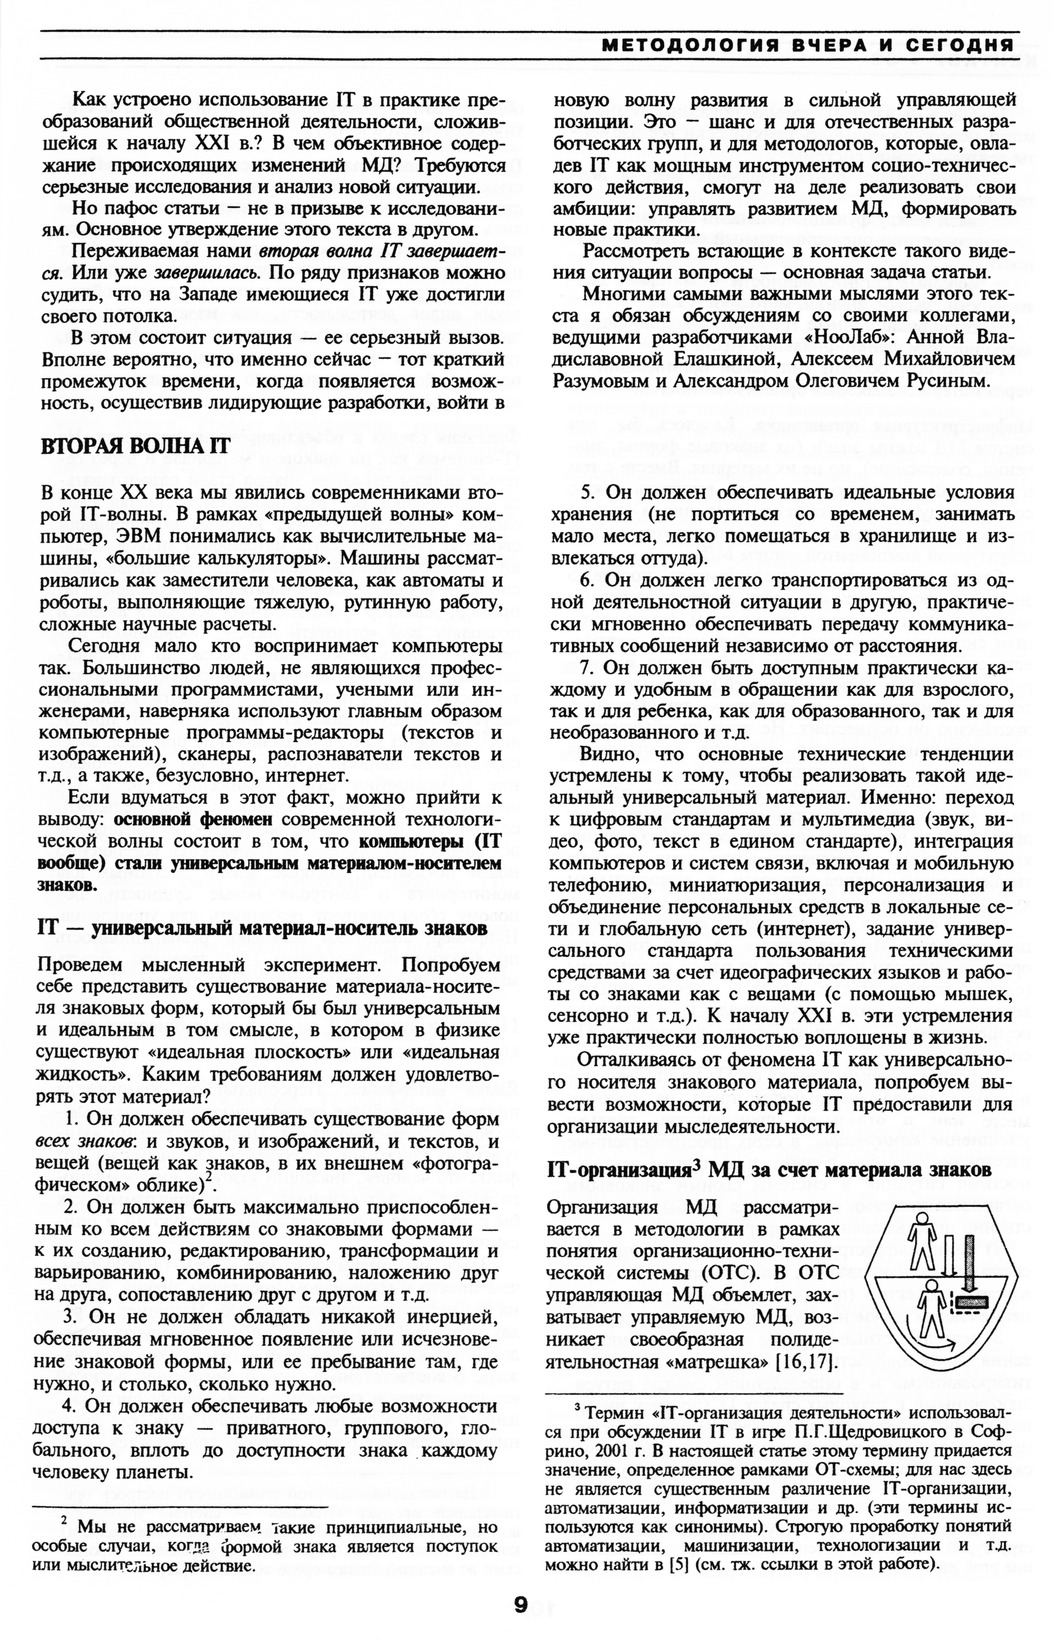 МЕТОДОЛОГИЯ ВЧЕРА И СЕГОДНЯ
Как устроено использование IT в практике пре-
образований общественной деятельности, сложив-
шейся к началу XXI в.? В чем объективное содер-
жание происходящих изменений МД? Требуются
серьезные исследования и анализ новой ситуации.
Но пафос статьи — не в призыве к исследовани-
ям. Основное утверждение этого текста в другом.
Переживаемая нами вторая волна IT завершает-
ся. Или уже завершилась. По ряду признаков можно
судить, что на Западе имеющиеся IT уже достигли
своего потолка.
В этом состоит ситуация — ее серьезный вызов.
Вполне вероятно, что именно сейчас — тот краткий
промежуток времени, когда появляется возмож-
ность, осуществив лидирующие разработки, войти в
новую волну развития в сильной управляющей
позиции. Это — шанс и для отечественных разра-
ботческих групп, и для методологов, которые, овла-
дев IT как мощным инструментом социо-техничес-
кого действия, смогут на деле реализовать свои
амбиции: управлять развитием МД, формировать
новые практики.
Рассмотреть встающие в контексте такого виде-
ния ситуации вопросы — основная задача статьи.
Многими самыми важными мыслями этого тек-
ста я обязан обсуждениям со своими коллегами,
ведущими разработчиками «НооЛаб»: Анной Вла-
диславовной Елашкиной, Алексеем Михайловичем
Разумовым и Александром Олеговичем Русиным.
ВТОРАЯ ВОЛНА IT
В конце XX века мы явились современниками вто-
рой IT-волны. В рамках «предыдущей волны» ком-
пьютер, ЭВМ понимались как вычислительные ма-
шины, «большие калькуляторы». Машины рассмат-
ривались как заместители человека, как автоматы и
роботы, выполняющие тяжелую, рутинную работу,
сложные научные расчеты.
Сегодня мало кто воспринимает компьютеры
так. Большинство людей, не являющихся профес-
сиональными программистами, учеными или ин-
женерами, наверняка используют главным образом
компьютерные программы-редакторы (текстов и
изображений), сканеры, распознаватели текстов и
т.д., а также, безусловно, интернет.
Если вдуматься в этот факт, можно прийти к
выводу: основной феномен современной технологи-
ческой волны состоит в том, что компьютеры (IT
вообще) стали универсальным материалом-носителем
знаков.
IT — универсальный материал-носитель знаков
Проведем мысленный эксперимент. Попробуем
себе представить существование материала-носите-
ля знаковых форм, который бы был универсальным
и идеальным в том смысле, в котором в физике
существуют «идеальная плоскость» или «идеальная
жидкость». Каким требованиям должен удовлетво-
рять этот материал?
1. Он должен обеспечивать существование форм
всех знаков: и звуков, и изображений, и текстов, и
вещей (вещей как знаков, в их внешнем «фотогра-
фическом» облике)².
2. Он должен быть максимально приспособлен-
ным ко всем действиям со знаковыми формами —
к их созданию, редактированию, трансформации и
варьированию, комбинированию, наложению друг
на друга, сопоставлению друг с другом и т.д.
3. Он не должен обладать никакой инерцией,
обеспечивая мгновенное появление или исчезнове-
ние знаковой формы, или ее пребывание там, где
нужно, и столько, сколько нужно.
4. Он должен обеспечивать любые возможности
доступа к знаку — приватного, группового, гло-
бального, вплоть до доступности знака каждому
человеку планеты.
² Мы не рассматриваем такие принципиальные, но
особые случаи, когда формой знака является поступок
или мыслительное действие.
5. Он должен обеспечивать идеальные условия
хранения (не портиться со временем, занимать
мало места, легко помещаться в хранилище и из-
влекаться оттуда).
6. Он должен легко транспортироваться из од-
ной деятельностной ситуации в другую, практиче-
ски мгновенно обеспечивать передачу коммуника-
тивных сообщений независимо от расстояния.
7. Он должен быть доступным практически ка-
ждому и удобным в обращении как для взрослого,
так и для ребенка, как для образованного, так и для
необразованного и т.д.
Видно, что основные технические тенденции
устремлены к тому, чтобы реализовать такой иде-
альный универсальный материал. Именно: переход
к цифровым стандартам и мультимедиа (звук, ви-
део, фото, текст в едином стандарте), интеграция
компьютеров и систем связи, включая и мобильную
телефонию, миниатюризация, персонализация и
объединение персональных средств в локальные се-
ти и глобальную сеть (интернет), задание универ-
сального стандарта пользования техническими
средствами за счет идеографических языков и рабо-
ты со знаками как с вещами (с помощью мышек,
сенсорно и т.д.). К началу XXI в. эти устремления
уже практически полностью воплощены в жизнь.
Отталкиваясь от феномена IT как универсально-
го носителя знакового материала, попробуем вы-
вести возможности, которые IT предоставили для
организации мыследеятельности.
IT-организация³ МД за счет материала знаков
Организация МД рассматри-
вается в методологии в рамках
понятия организационно-техни-
ческой системы (ОТС). В ОТС
управляющая МД объемлет, зах-
ватывает управляемую МД, воз-
никает своеобразная полиде-
ятельностная «матрешка» [16,17].
³ Термин «IT-организация деятельности» использовал-
ся при обсуждении IT в игре П.Г.Щедровицкого в Соф-
рино, 2001 г. В настоящей статье этому термину придается
значение, определенное рамками ОТ-схемы; для нас здесь
не является существенным различение IT-организации,
автоматизации, информатизации и др. (эти термины ис-
пользуются как синонимы). Строгую проработку понятий
автоматизации, машинизации, технологизации и т.д.
можно найти в [5] (см. тж. ссылки в этой работе).
9